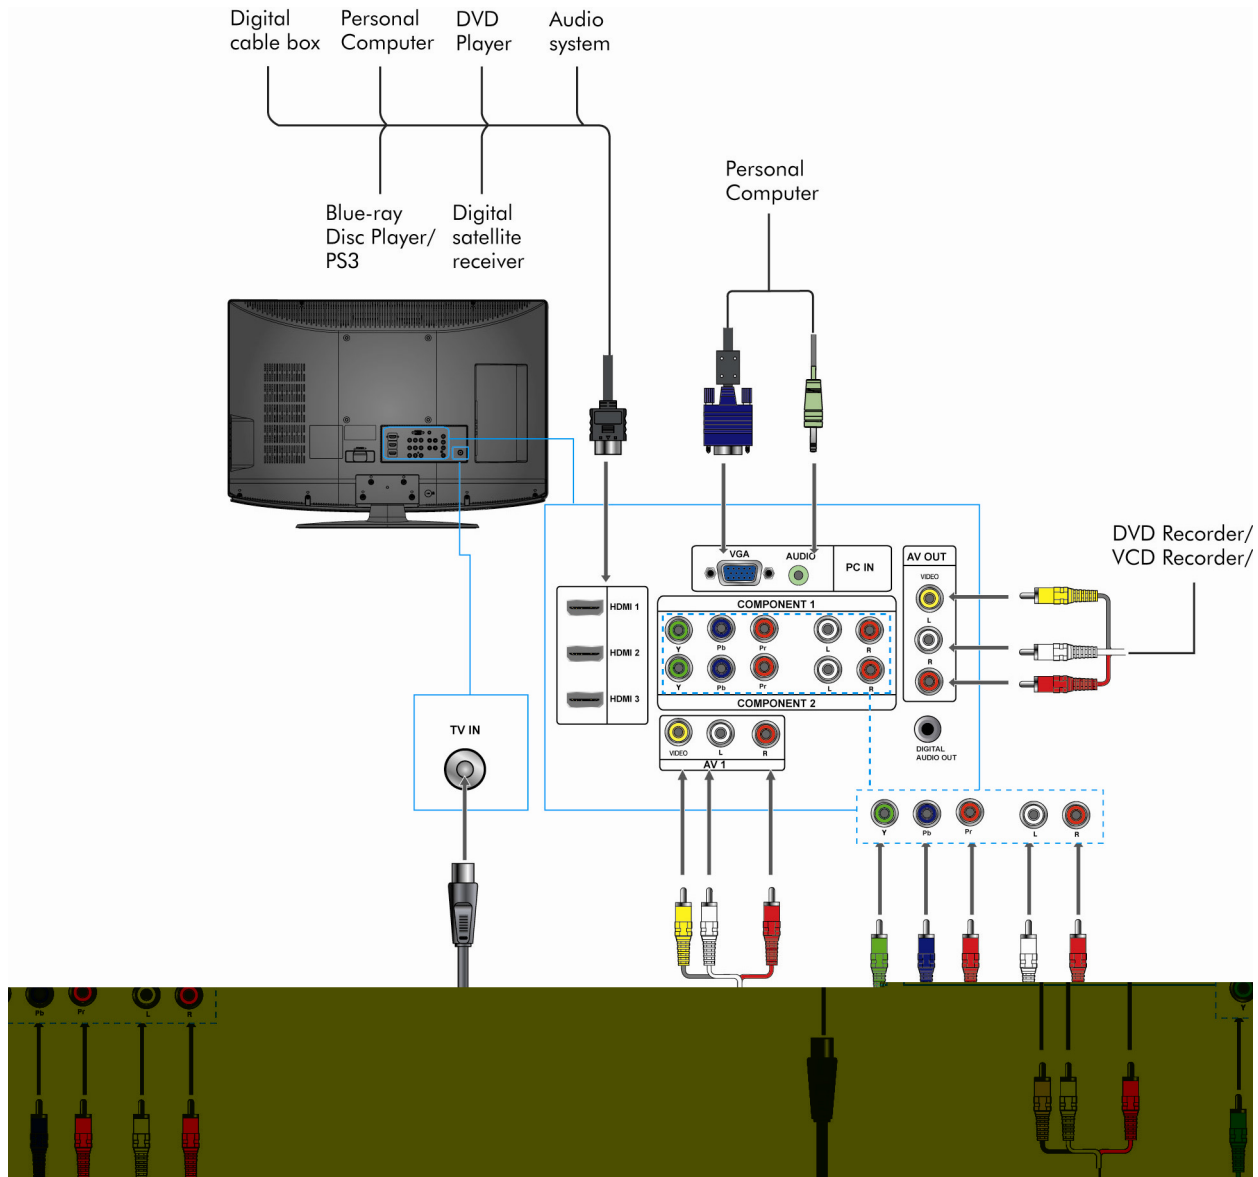 Digital
cable box
Personal
Computer
DVD
Player
Audio
system
Blue-ray
Disc Player/
PS3
Digital
satellite
receiver
Personal
Computer
DVD Recorder/
VCD Recorder/
VGA
AUDIO
PC IN
AV OUT
VIDEO
L
R
HDMI 1
HDMI 2
HDMI 3
COMPONENT 1
Y Pb Pr L R
Y Pb Pr L R
COMPONENT 2
VIDEO L R
AV 1
DIGITAL
AUDIO OUT
TV IN
Y Pb Pr L R
Pb Pr L R
Y